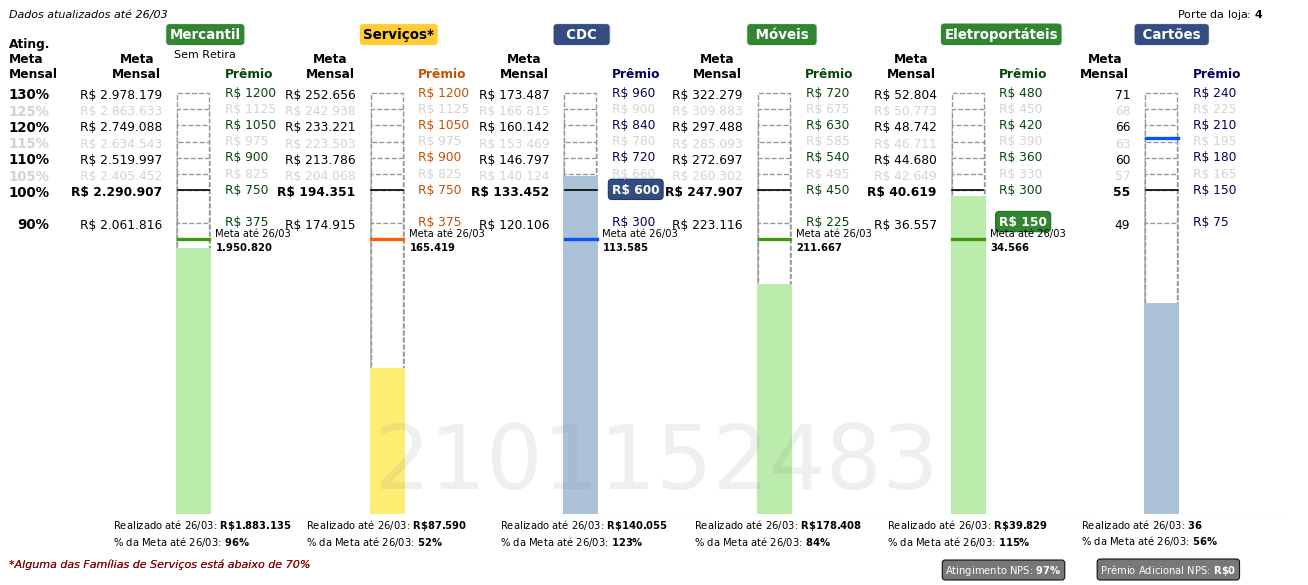 Dados atualizados até 26/03
Porte da loja: 4
Mercantil Serviços* CDC Móveis Eletroportáteis Cartões
Sem Retira
Ating. Meta Mensal
Meta Mensal Prêmio Meta Mensal Prêmio Meta Mensal Prêmio Meta Mensal Prêmio Meta Mensal Prêmio Meta Mensal Prêmio
130% R$ 2.978.179 R$ 1200 R$ 252.656 R$ 1200 R$ 173.487 R$ 960 R$ 322.279 R$ 720 R$ 52.804 R$ 480 71 R$ 240
125% R$ 2.863.633 R$ 1125 R$ 242.938 R$ 1125 R$ 166.815 R$ 900 R$ 309.883 R$ 675 R$ 50.773 R$ 450 68 R$ 225
120% R$ 2.749.088 R$ 1050 R$ 233.221 R$ 1050 R$ 160.142 R$ 840 R$ 297.488 R$ 630 R$ 48.742 R$ 420 66 R$ 210
115% R$ 2.634.543 R$ 975 R$ 223.503 R$ 975 R$ 153.469 R$ 780 R$ 285.093 R$ 585 R$ 46.711 R$ 390 63 R$ 195
110% R$ 2.519.997 R$ 900 R$ 213.786 R$ 900 R$ 146.797 R$ 720 R$ 272.697 R$ 540 R$ 44.680 R$ 360 60 R$ 180
105% R$ 2.405.452 R$ 825 R$ 204.068 R$ 825 R$ 140.124 R$ 660 R$ 260.302 R$ 495 R$ 42.649 R$ 330 57 R$ 165
100% R$ 2.290.907 R$ 750 R$ 194.351 R$ 750 R$ 133.452 R$ 600 R$ 247.907 R$ 450 R$ 40.619 R$ 300 55 R$ 150
90% R$ 2.061.816 R$ 375 R$ 174.915 R$ 375 R$ 120.106 R$ 300 R$ 223.116 R$ 225 R$ 36.557 R$ 150 49 R$ 75
Meta até 26/03 Meta até 26/03 Meta até 26/03 Meta até 26/03 Meta até 26/03
1.950.820 165.419 113.585 211.667 34.566
2101152483
Realizado até 26/03: R$1.883.135 Realizado até 26/03: R$87.590 Realizado até 26/03: R$140.055 Realizado até 26/03: R$178.408 Realizado até 26/03: R$39.829 Realizado até 26/03: 36
% da Meta até 26/03: 96% % da Meta até 26/03: 52% % da Meta até 26/03: 123% % da Meta até 26/03: 84% % da Meta até 26/03: 115% % da Meta até 26/03: 56%
*Alguma das Famílias de Serviços está abaixo de 70%
Atingimento NPS: 97% Prêmio Adicional NPS: R$0